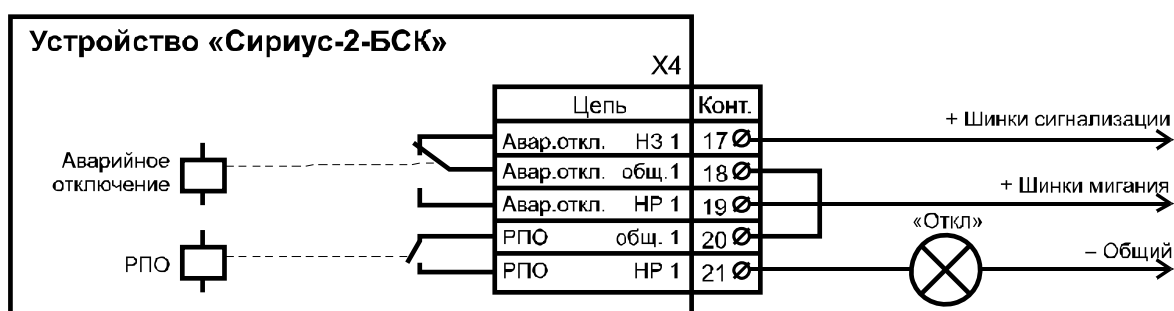 Устройство «Сириус-2-БСК»
X4
Цепь Конт.
Авар.откл. НЗ 1 17
+ Шинки сигнализации
Аварийное
отключение
Авар.откл. общ.1 18
Авар.откл. НР 1 19
+ Шинки мигания
«Откл»
РПО
РПО общ. 1 20
РПО НР 1 21
– Общий